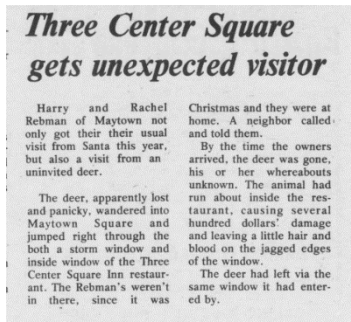 Three Center Square
gets unexpected visitor
Harry and Rachel
Rebman of Maytown not
only got their their usual
visit from Santa this year,
but also a visit from an
uninvited deer.
The deer, apparently lost
and panicky, wandered into
Maytown Square and
jumped right through the
both a storm window and
inside window of the Three
Center Square Inn restaur-
ant. The Rebman's weren't
in there, since it was
Christmas and they were at
home. A neighbor called
and told them.
By the time the owners
arrived, the deer was gone,
his or her whereabouts
unknown. The animal had
run about inside the res-
taurant, causing several
hundred dollars' damage
and leaving a little hair and
blood on the jagged edges
of the window.
The deer had left via the
same window it had enter-
ed by.